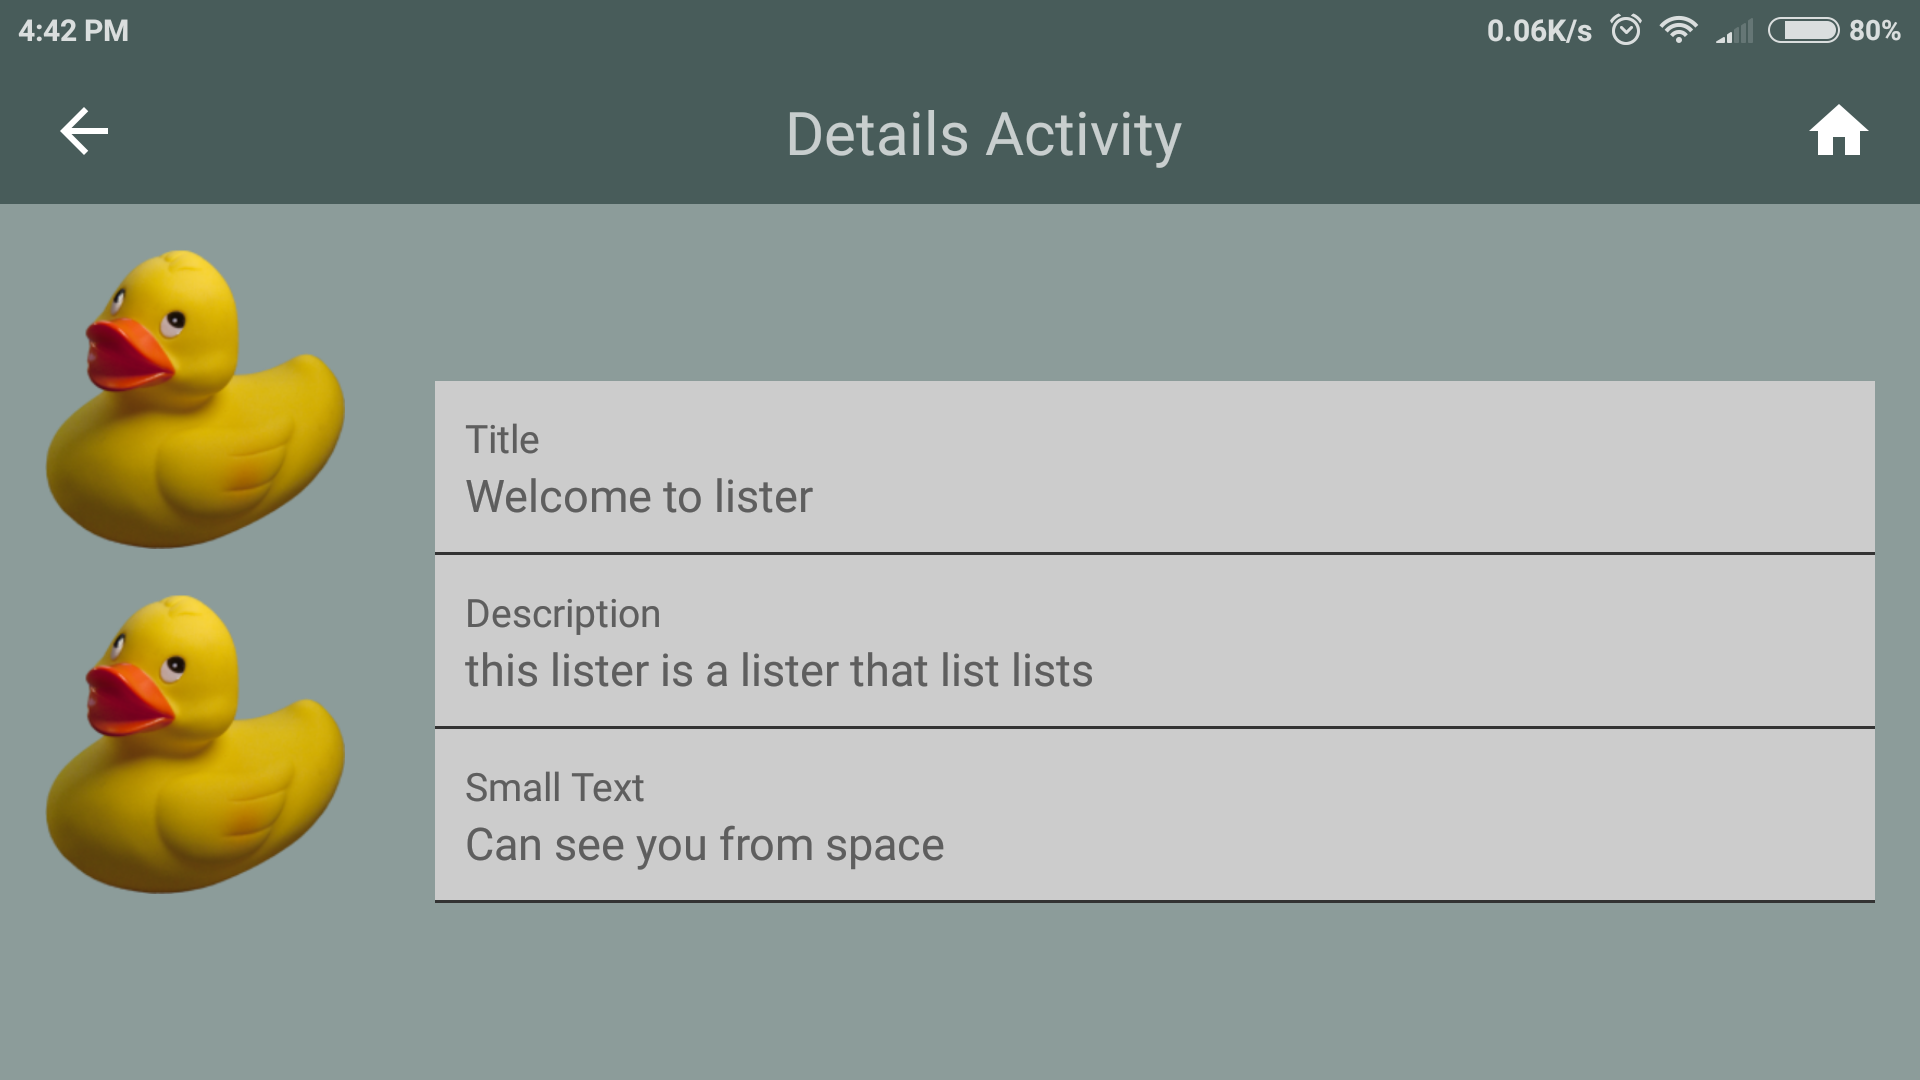 4:42 PM
0.06K/s
80%
Details Activity
Title
Welcome to lister
Description
this lister is a lister that list lists
Small Text
Can see you from space